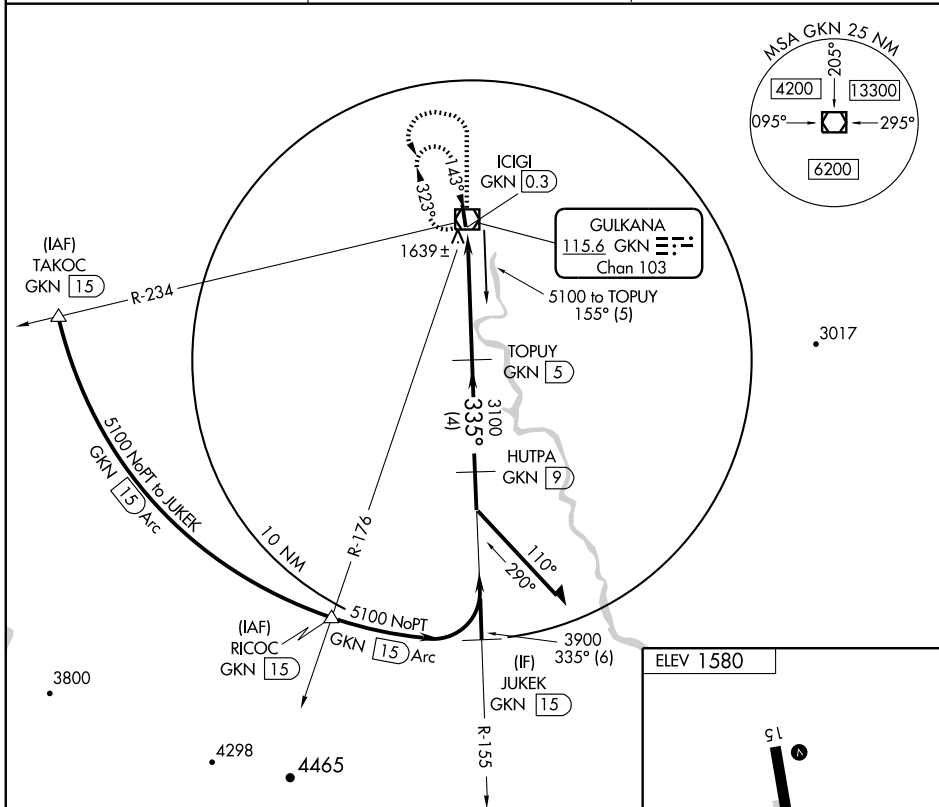 MSA GKN 25 NM
205°
4200
13300
095°
295°
6200
ICIGI
GKN 0.3
143°
323°
1639±
GULKANA
115.6 GKN
Chan 103
(IAF)
TAKOC
GKN 15
R-234
5100 to TOPUY
155° (5)
3017
TOPUY
GKN 5
3100
335°
(4)
HUTPA
GKN 9
5100 NoPT to JUKEK
GKN 15 Arc
R-176
10 NM
110°
290°
(IAF)
RICOC
GKN 15
5100 NoPT
GKN 15 Arc
3900
335° (6)
(IF)
JUKEK
GKN 15
R-155
3800
4298
4465
ELEV 1580
15
V